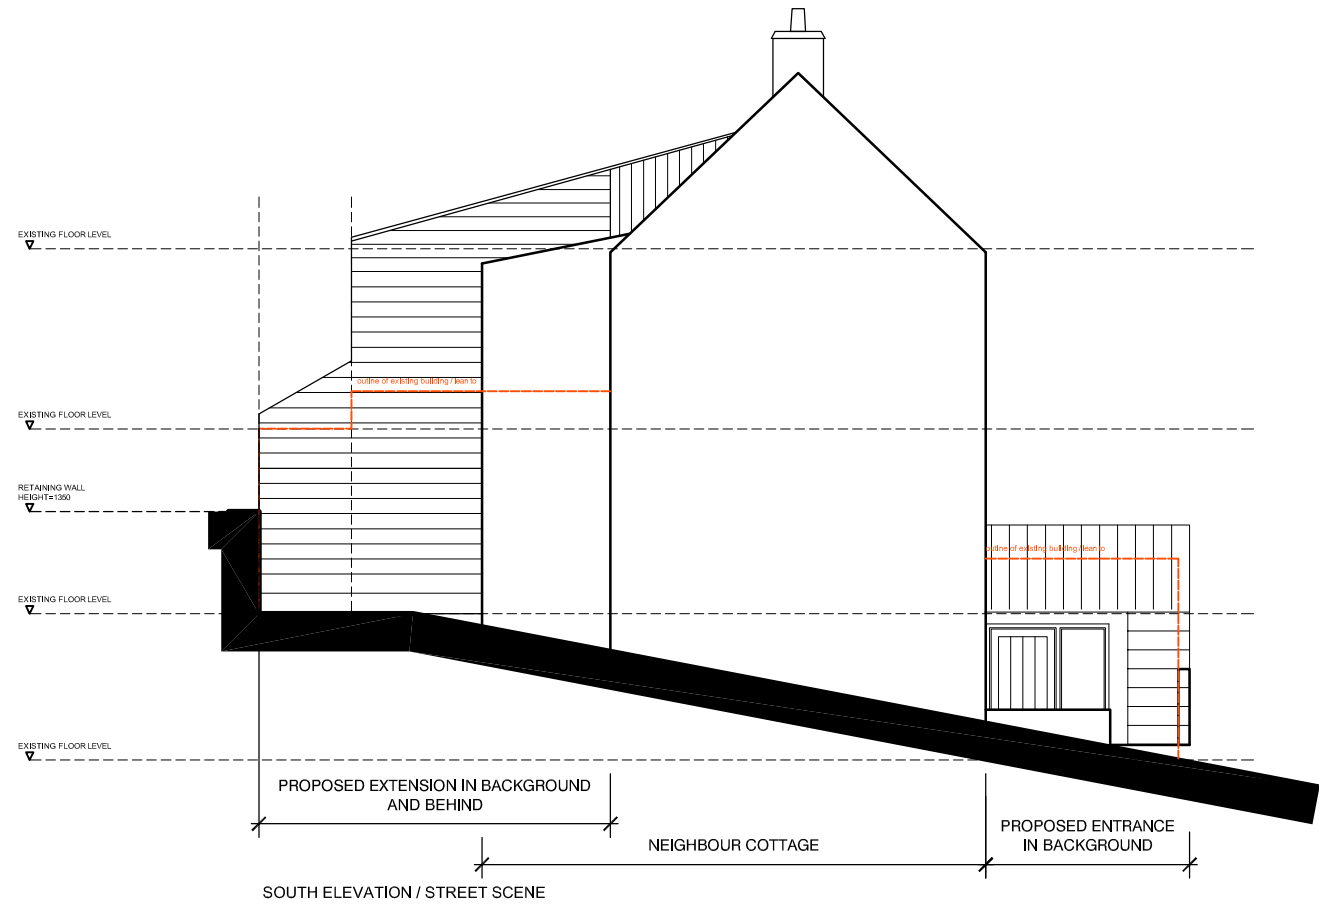 EXISTING FLOOR LEVEL
outline of existing building / lean to
EXISTING FLOOR LEVEL
RETAINING WALL
HEIGHT=1350
outline of existing building / lean to
EXISTING FLOOR LEVEL
EXISTING FLOOR LEVEL
PROPOSED EXTENSION IN BACKGROUND
AND BEHIND
PROPOSED ENTRANCE
IN BACKGROUND
NEIGHBOUR COTTAGE
SOUTH ELEVATION / STREET SCENE